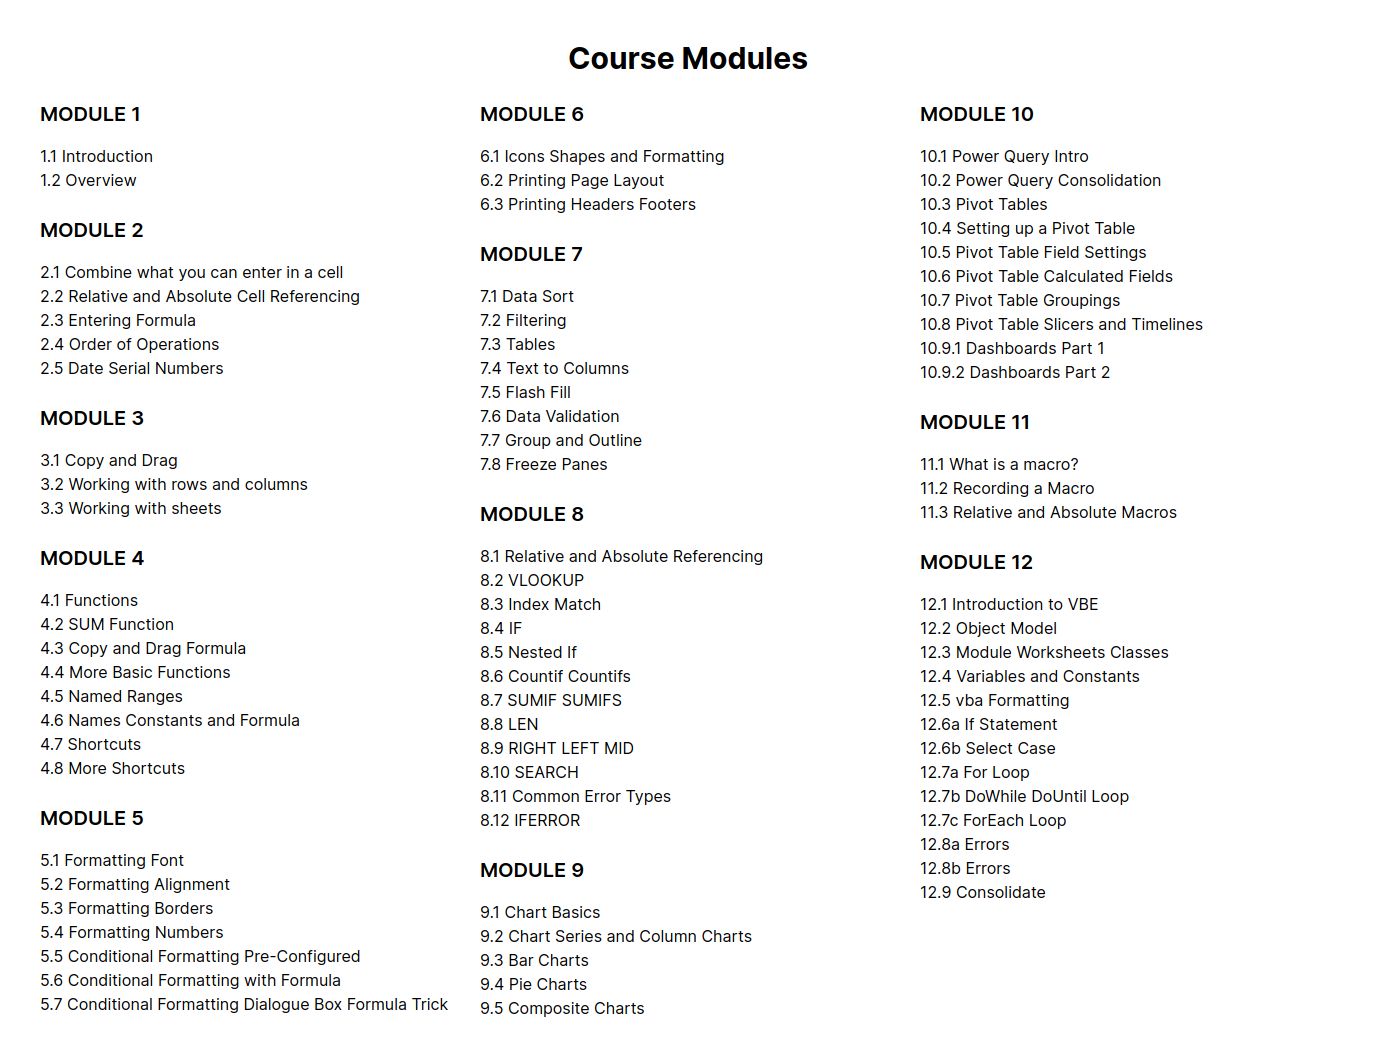 Course Modules
MODULE 1
1.1 Introduction
1.2 Overview
MODULE 2
2.1 Combine what you can enter in a cell
2.2 Relative and Absolute Cell Referencing
2.3 Entering Formula
2.4 Order of Operations
2.5 Date Serial Numbers
MODULE 3
3.1 Copy and Drag
3.2 Working with rows and columns
3.3 Working with sheets
MODULE 4
4.1 Functions
4.2 SUM Function
4.3 Copy and Drag Formula
4.4 More Basic Functions
4.5 Named Ranges
4.6 Names Constants and Formula
4.7 Shortcuts
4.8 More Shortcuts
MODULE 5
5.1 Formatting Font
5.2 Formatting Alignment
5.3 Formatting Borders
5.4 Formatting Numbers
5.5 Conditional Formatting Pre-Configured
5.6 Conditional Formatting with Formula
5.7 Conditional Formatting Dialogue Box Formula Trick
MODULE 6
6.1 Icons Shapes and Formatting
6.2 Printing Page Layout
6.3 Printing Headers Footers
MODULE 7
7.1 Data Sort
7.2 Filtering
7.3 Tables
7.4 Text to Columns
7.5 Flash Fill
7.6 Data Validation
7.7 Group and Outline
7.8 Freeze Panes
MODULE 8
8.1 Relative and Absolute Referencing
8.2 VLOOKUP
8.3 Index Match
8.4 IF
8.5 Nested If
8.6 Countif Countifs
8.7 SUMIF SUMIFS
8.8 LEN
8.9 RIGHT LEFT MID
8.10 SEARCH
8.11 Common Error Types
8.12 IFERROR
MODULE 9
9.1 Chart Basics
9.2 Chart Series and Column Charts
9.3 Bar Charts
9.4 Pie Charts
9.5 Composite Charts
MODULE 10
10.1 Power Query Intro
10.2 Power Query Consolidation
10.3 Pivot Tables
10.4 Setting up a Pivot Table
10.5 Pivot Table Field Settings
10.6 Pivot Table Calculated Fields
10.7 Pivot Table Groupings
10.8 Pivot Table Slicers and Timelines
10.9.1 Dashboards Part 1
10.9.2 Dashboards Part 2
MODULE 11
11.1 What is a macro?
11.2 Recording a Macro
11.3 Relative and Absolute Macros
MODULE 12
12.1 Introduction to VBE
12.2 Object Model
12.3 Module Worksheets Classes
12.4 Variables and Constants
12.5 vba Formatting
12.6a If Statement
12.6b Select Case
12.7a For Loop
12.7b DoWhile DoUntil Loop
12.7c ForEach Loop
12.8a Errors
12.8b Errors
12.9 Consolidate